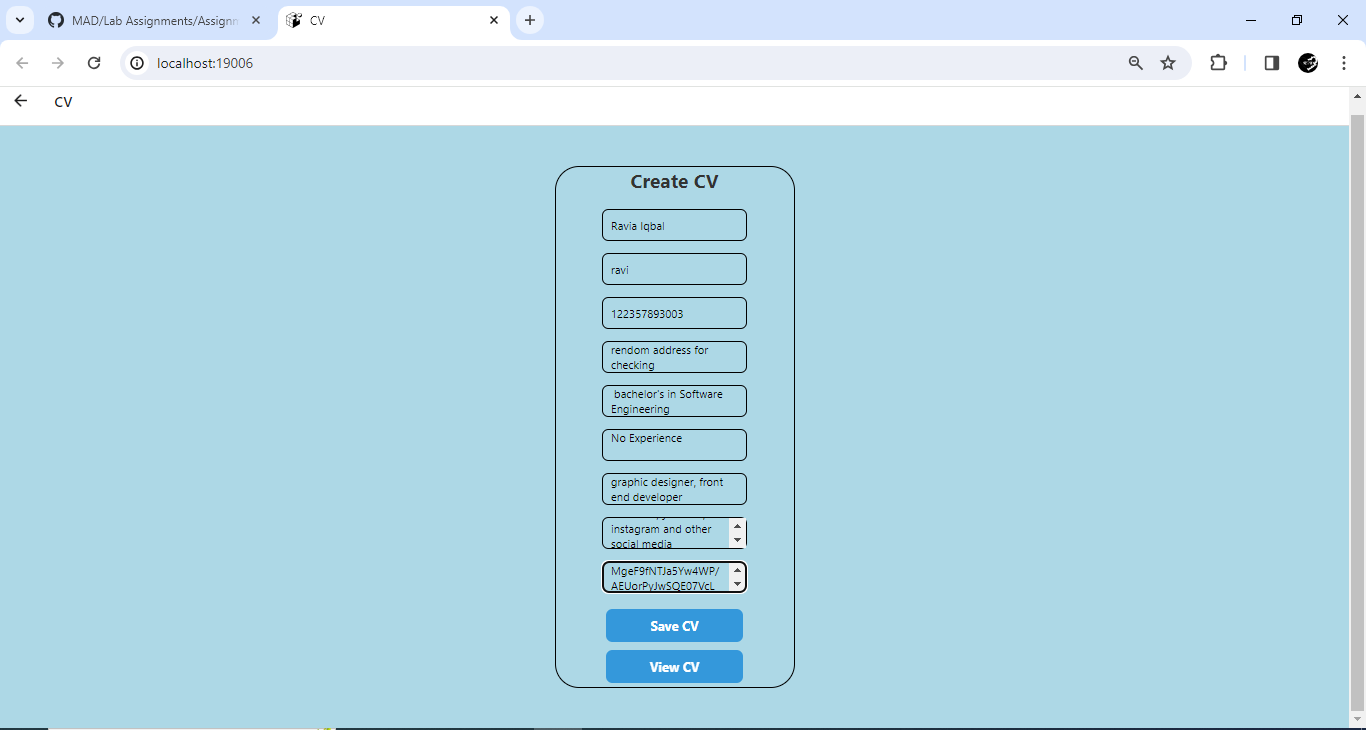 MAD/Lab Assignments/Assignm
CV
localhost:19006
CV
Create CV
Ravia Iqbal
ravi
122357893003
rendom address for
checking
bachelor's in Software
Engineering
No Experience
graphic designer, front
end developer
instagram and other
social media
MgeF9fNTJa5Yw4WP/
AEUorPyJwSQE07VcL
Save CV
View CV